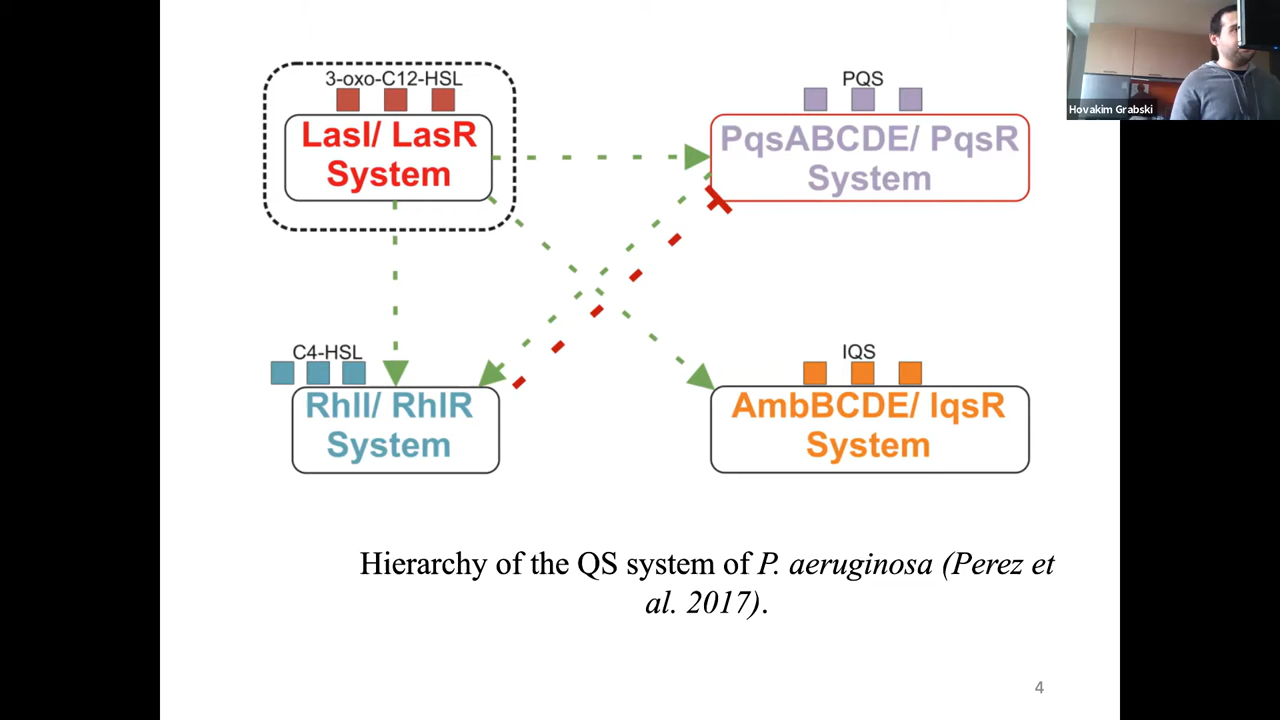 3-oxo-C12-HSL
LasI/ LasR
System
PQS
PqsABCDE/ PqsR
System
Hovakim Grabski
C4-HSL
RhlI/ RhlR
System
IQS
AmbBCDE/ IqsR
System
Hierarchy of the QS system of P. aeruginosa (Perez et
al. 2017).
4